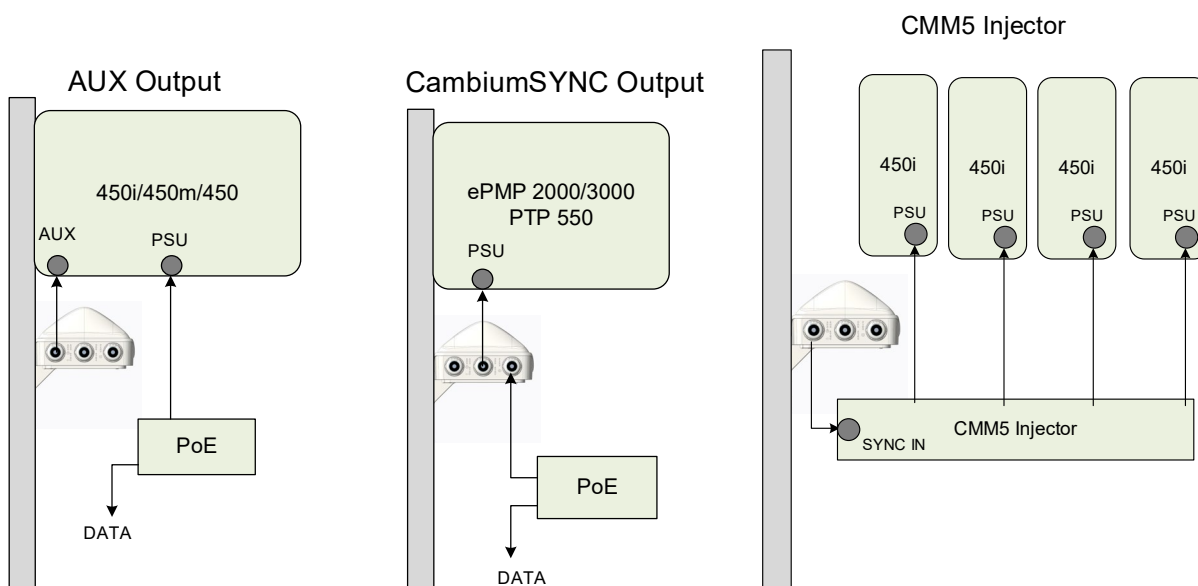 AUX Output
450i/450m/450
AUX
PSU
PoE
DATA
CambiumSYNC Output
ePMP 2000/3000
PTP 550
PSU
PoE
DATA
CMM5 Injector
450i
450i
450i
450i
PSU
PSU
PSU
PSU
CMM5 Injector
SYNC IN